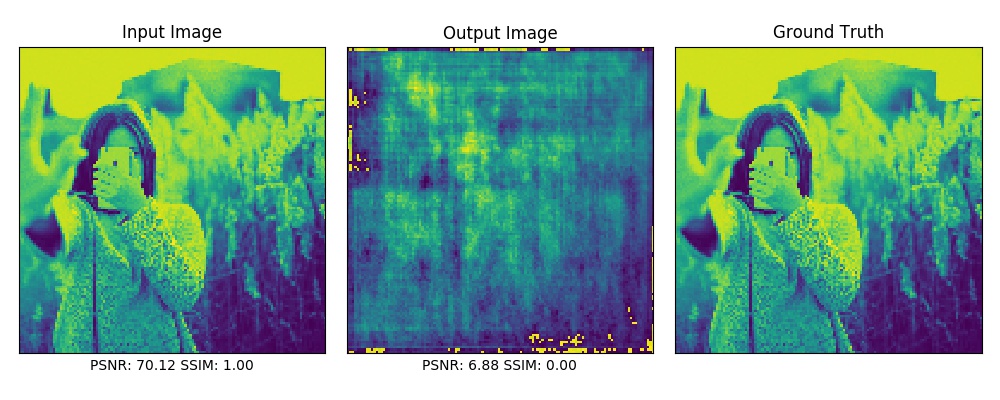 Input Image
Output Image
Ground Truth
PSNR: 70.12 SSIM: 1.00
PSNR: 6.88 SSIM: 0.00